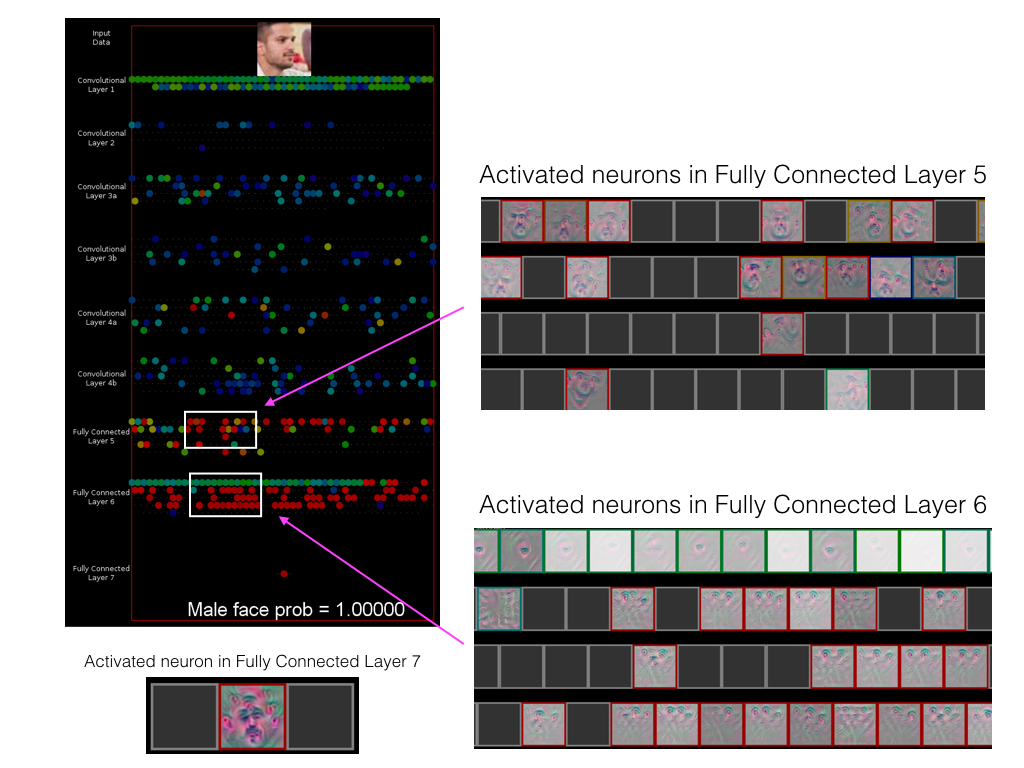 Input
Data
Convolutional
Layer 1
Convolutional
Layer 2
Convolutional
Layer 3a
Convolutional
Layer 3b
Convolutional
Layer 4a
Convolutional
Layer 4b
Fully Connected
Layer 5
Fully Connected
Layer 6
Fully Connected
Layer 7
Male face prob = 1.00000
Activated neuron in Fully Connected Layer 7
Activated neurons in Fully Connected Layer 5
Activated neurons in Fully Connected Layer 6